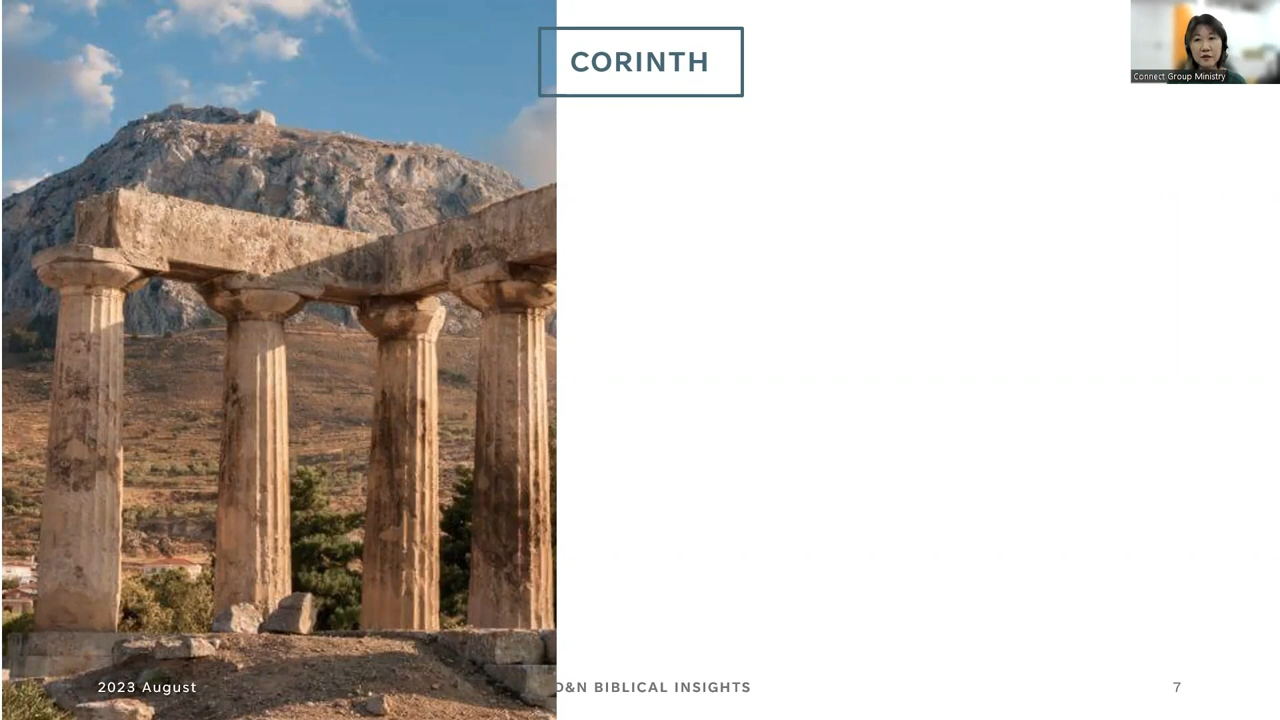 CORINTH
Connect Group Ministry
2023 August
O&N BIBLICAL INSIGHTS
7